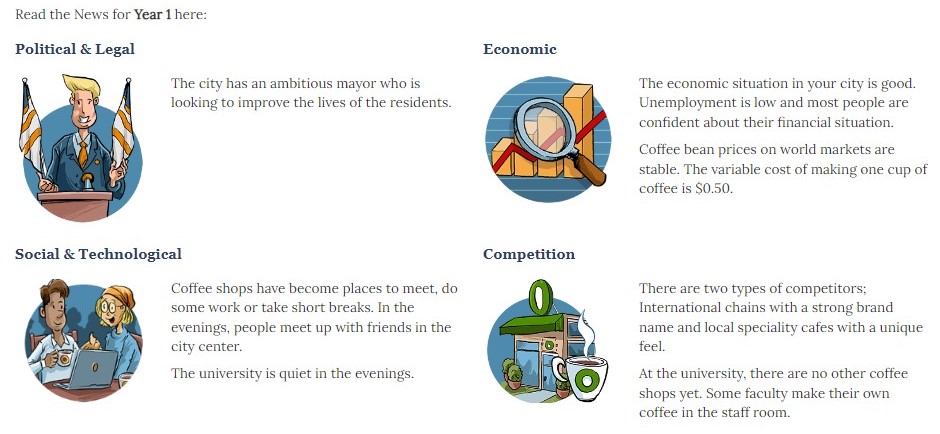 Read the News for Year 1 here:
Political & Legal
The city has an ambitious mayor who is
looking to improve the lives of the residents.
Economic
The economic situation in your city is good.
Unemployment is low and most people are
confident about their financial situation.
Coffee bean prices on world markets are
stable. The variable cost of making one cup of
coffee is $0.50.
Social & Technological
Coffee shops have become places to meet, do
some work or take short breaks. In the
evenings, people meet up with friends in the
city center.
The university is quiet in the evenings.
Competition
There are two types of competitors;
International chains with a strong brand
name and local speciality cafes with a unique
feel.
At the university, there are no other coffee
shops yet. Some faculty make their own
coffee in the staff room.